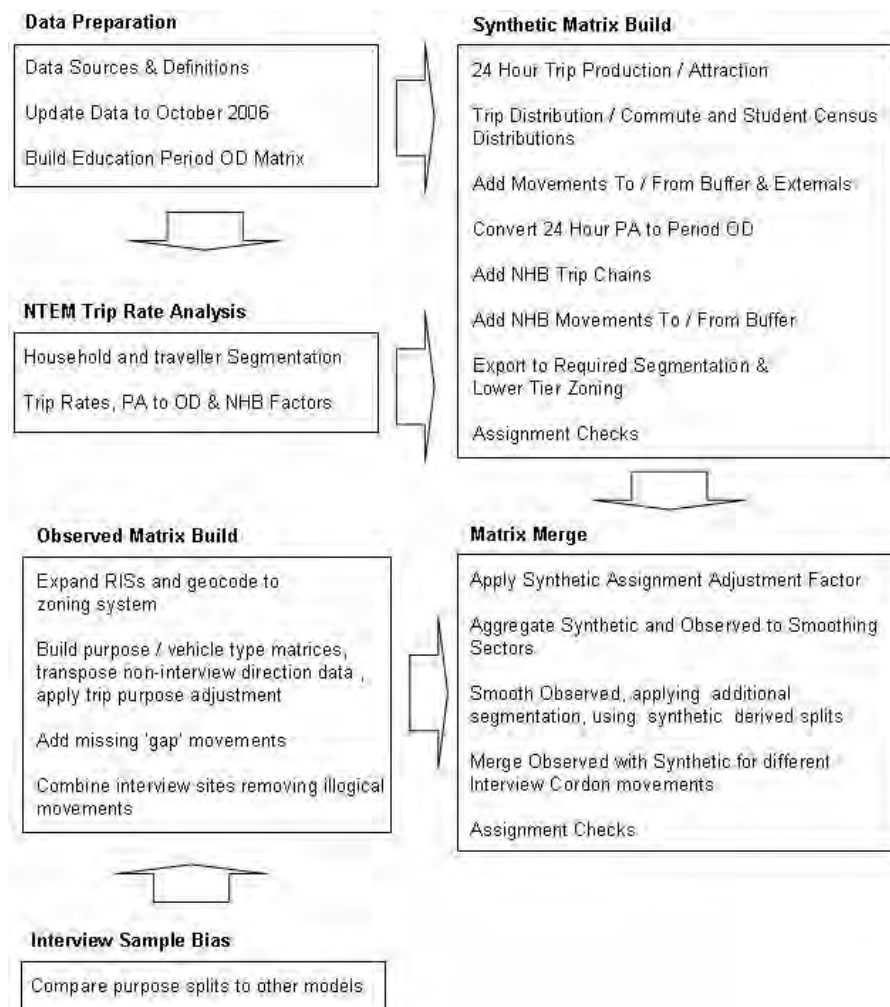 Data Preparation
Data Sources & Definitions
Update Data to October 2006
Build Education Period OD Matrix
NTEM Trip Rate Analysis
Household and traveller Segmentation
Trip Rates, PA to OD & NHB Factors
Synthetic Matrix Build
24 Hour Trip Production / Attraction
Trip Distribution / Commute and Student Census
Distributions
Add Movements To / From Buffer & Externals
Convert 24 Hour PA to Period OD
Add NHB Trip Chains
Add NHB Movements To / From Buffer
Export to Required Segmentation &
Lower Tier Zoning
Assignment Checks
Observed Matrix Build
Expand RISs and geocode to
zoning system
Build purpose / vehicle type matrices,
transpose non-interview direction data ,
apply trip purpose adjustment
Add missing 'gap' movements
Combine interview sites removing illogical
movements
Matrix Merge
Apply Synthetic Assignment Adjustment Factor
Aggregate Synthetic and Observed to Smoothing
Sectors
Smooth Observed, applying additional
segmentation, using synthetic derived splits
Merge Observed with Synthetic for different
Interview Cordon movements
Assignment Checks
Interview Sample Bias
Compare purpose splits to other models